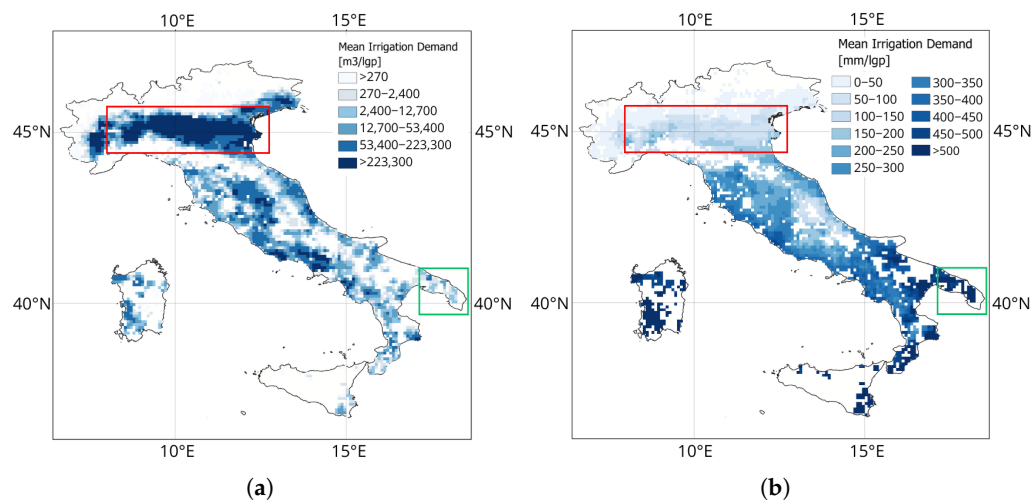 10°E 15°E
Mean Irrigation Demand
[m3/lgp]
>270
270–2,400
2,400–12,700
12,700–53,400
53,400–223,300
>223,300
45°N
40°N
10°E 15°E
(a)
10°E 15°E
Mean Irrigation Demand
[mm/lgp]
0–50 300–350
50–100 350–400
100–150 400–450
150–200 450–500
200–250 >500
250–300
45°N 45°N
40°N 40°N
10°E 15°E
(b)